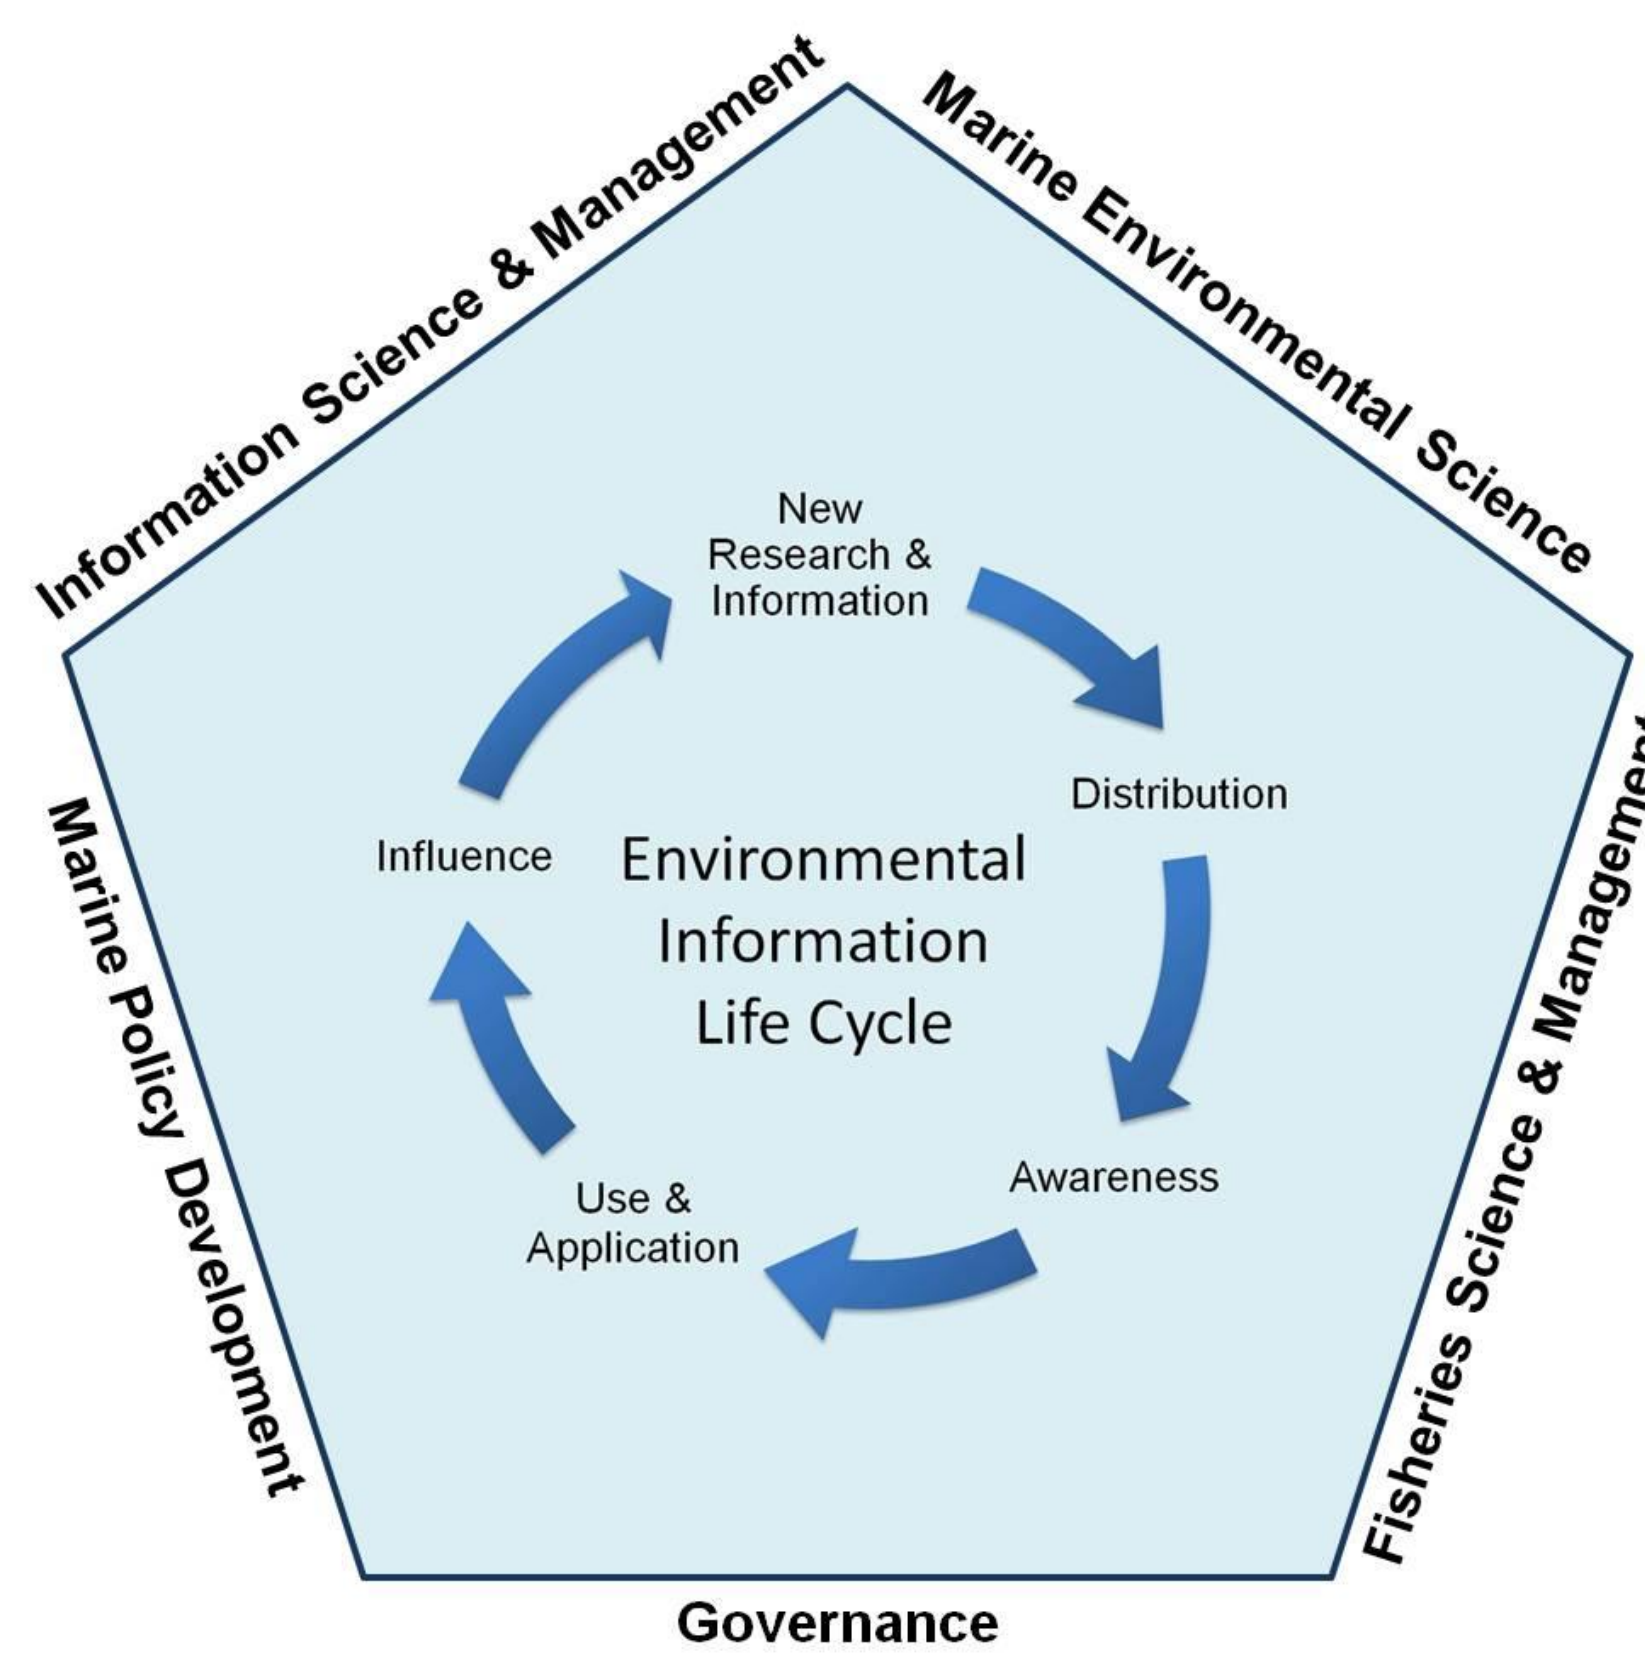 Information Science & Management
Marine Environmental Science
New
Research &
Information
Distribution
Influence
Environmental
Information
Life Cycle
Awareness
Use &
Application
Marine Policy Development
Fisheries Science & Management
Governance